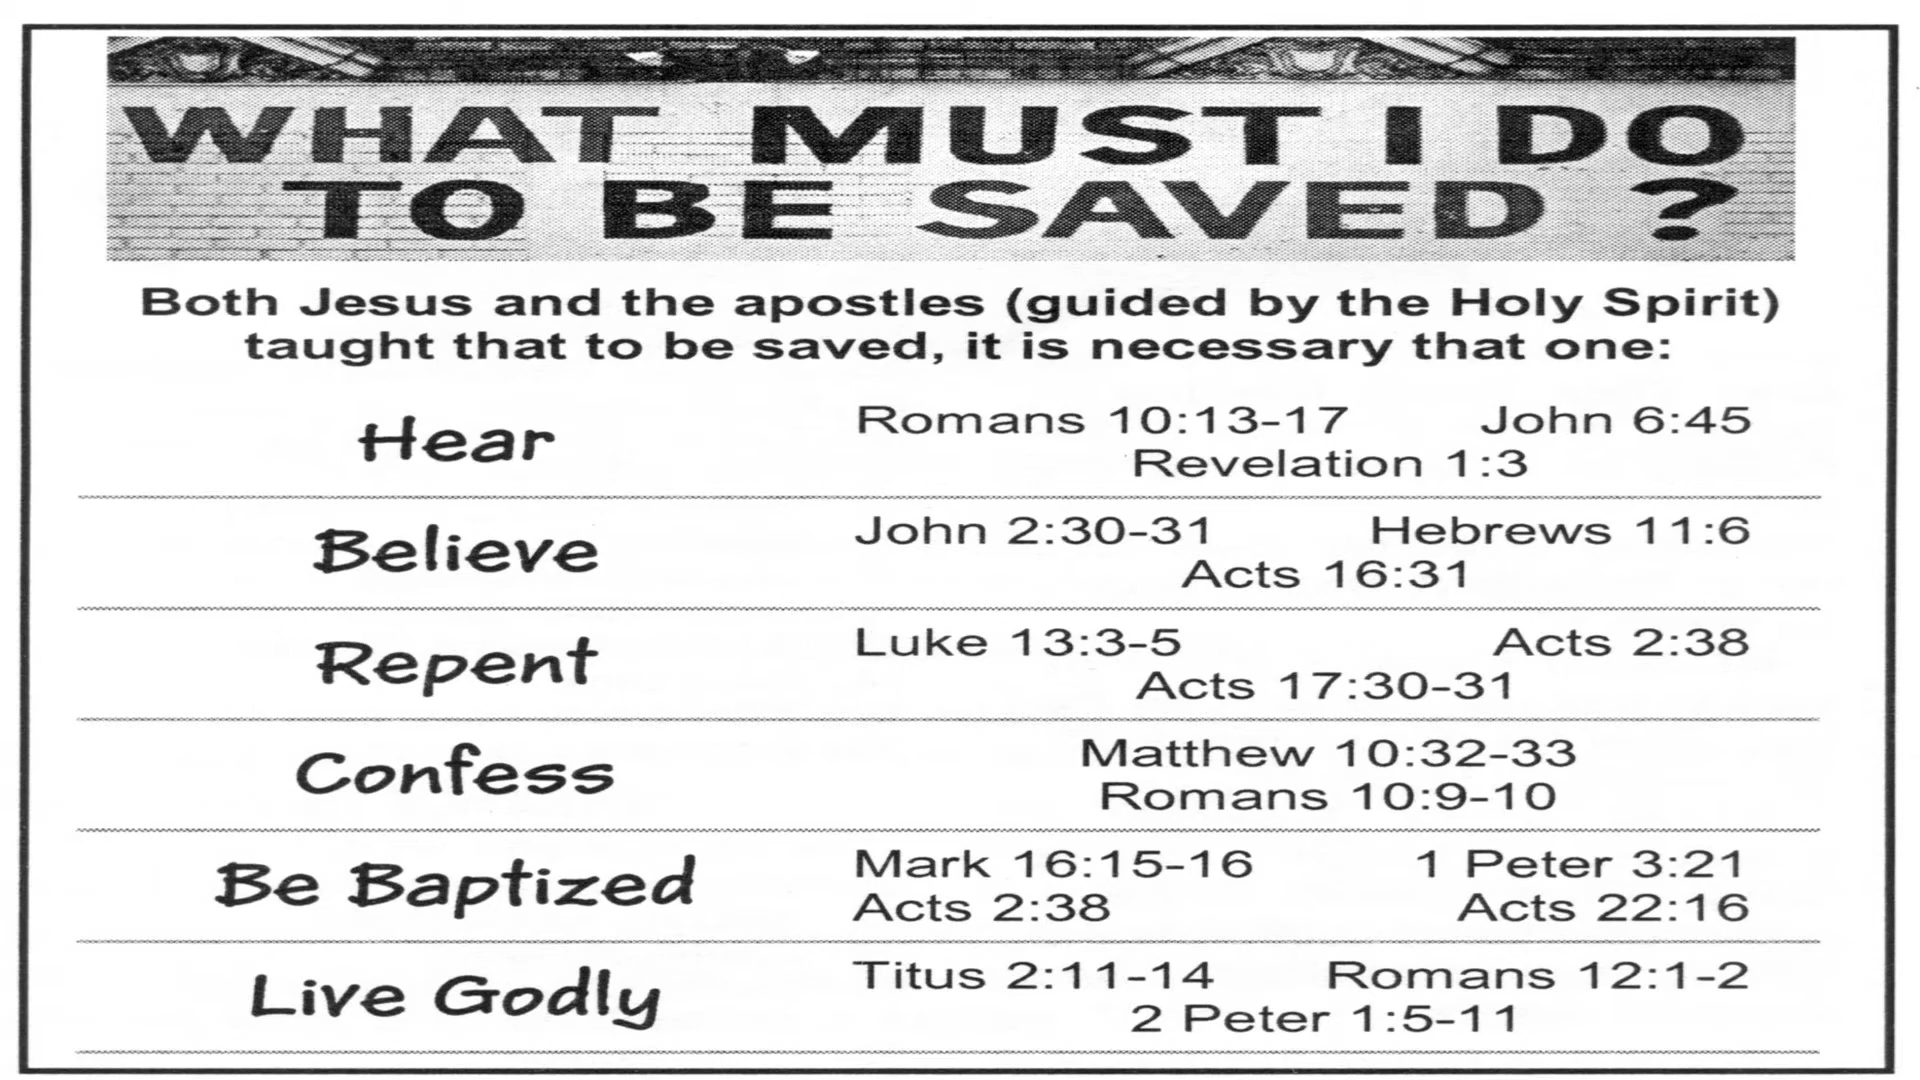 WHAT MUST I DO
TO BE SAVED ?
Both Jesus and the apostles (guided by the Holy Spirit)
taught that to be saved, it is necessary that one:
Hear
Romans 10:13-17 John 6:45
Revelation 1:3
Believe
John 2:30-31 Hebrews 11:6
Acts 16:31
Repent
Luke 13:3-5 Acts 2:38
Acts 17:30-31
Confess
Matthew 10:32-33
Romans 10:9-10
Be Baptized
Mark 16:15-16 1 Peter 3:21
Acts 2:38 Acts 22:16
Live Godly
Titus 2:11-14 Romans 12:1-2
2 Peter 1:5-11